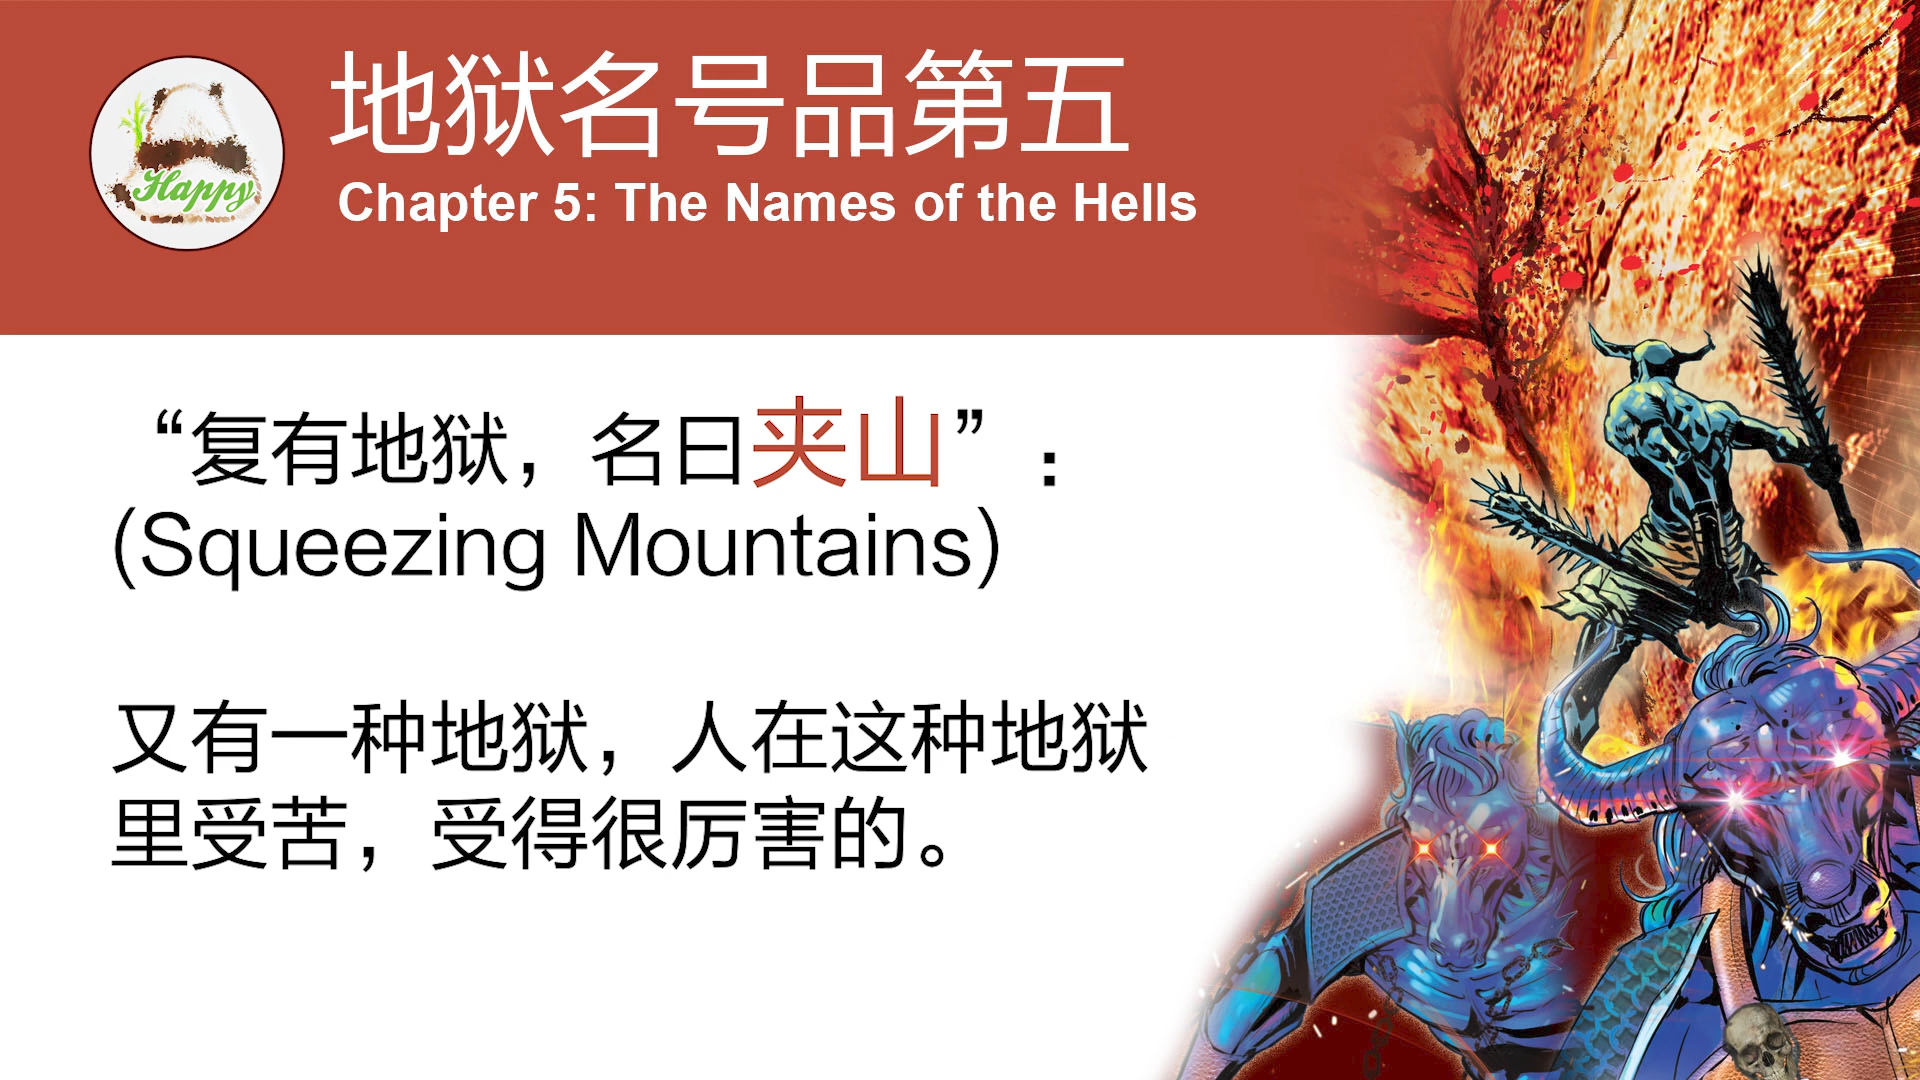 地狱名号品第五
Happy
Chapter 5: The Names of the Hells
“复有地狱，名曰夹山”：
(Squeezing Mountains)
又有一种地狱，人在这种地狱
里受苦，受得很厉害的。